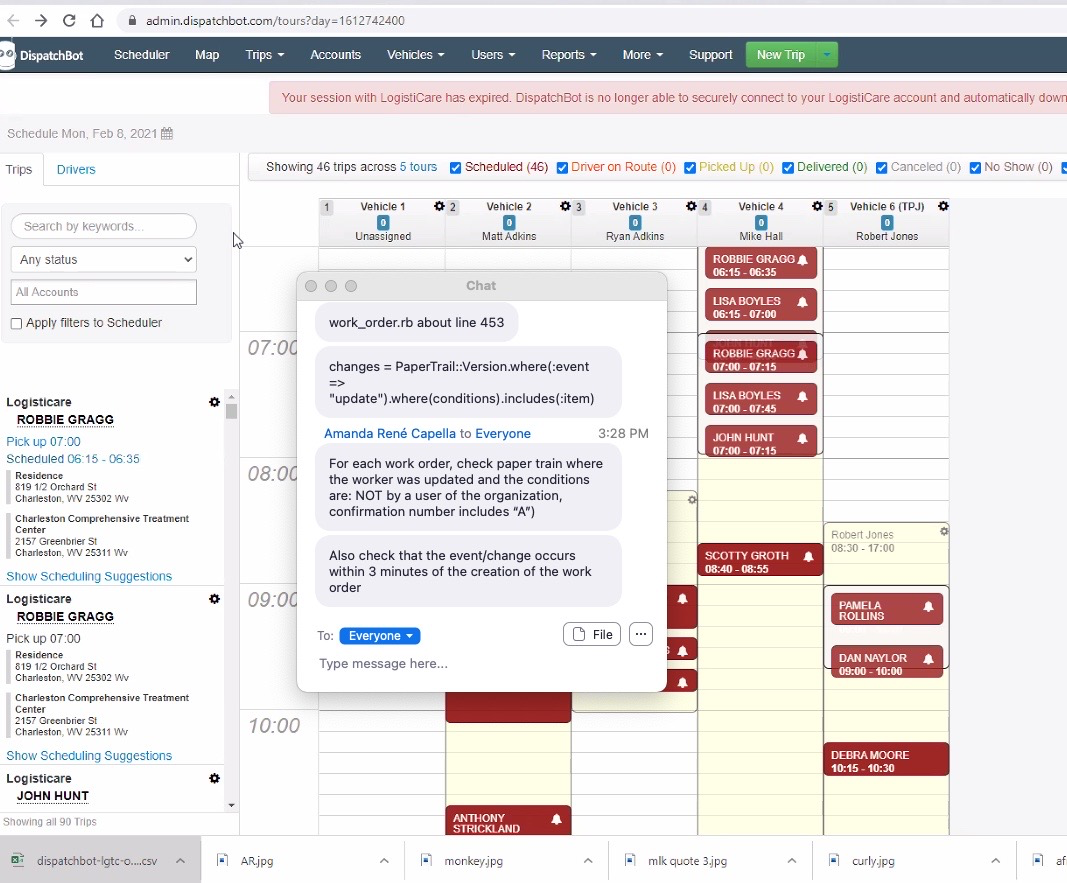 admin.dispatchbot.com/tours?day=1612742400
DispatchBot Scheduler Map Trips Accounts Vehicles Users Reports More Support New Trip
Your session with LogistiCare has expired. DispatchBot is no longer able to securely connect to your LogistiCare account and automatically down
Schedule Mon, Feb 8, 2021
Trips Drivers
Showing 46 trips across 5 tours Scheduled (46) Driver on Route (0) Picked Up (0) Delivered (0) Canceled (0) No Show (0)
Search by keywords...
Any status
All Accounts
Apply filters to Scheduler
Logisticare
ROBBIE GRAGG
Pick up 07:00
Scheduled 06:15 - 06:35
Residence
819 1/2 Orchard St
Charleston, WV 25302 Wv
Charleston Comprehensive Treatment
Center
2157 Greenbrier St
Charleston, WV 25311 Wv
Show Scheduling Suggestions
Logisticare
ROBBIE GRAGG
Pick up 07:00
Residence
819 1/2 Orchard St
Charleston, WV 25302 Wv
Charleston Comprehensive Treatment
Center
2157 Greenbrier St
Charleston, WV 25311 Wv
Show Scheduling Suggestions
Logisticare
JOHN HUNT
Showing all 90 Trips
1 Vehicle 1
0
Unassigned
2 Vehicle 2
0
Matt Adkins
3 Vehicle 3
0
Ryan Adkins
4 Vehicle 4
0
Mike Hall
5 Vehicle 6 (TPJ)
0
Robert Jones
07:00
08:00
09:00
10:00
ROBBIE GRAGG
06:15 - 06:35
LISA BOYLES
06:15 - 07:00
JOHN HUNT
ROBBIE GRAGG
07:00 - 07:15
LISA BOYLES
07:00 - 07:45
JOHN HUNT
07:00 - 07:15
SCOTTY GROTH
08:40 - 08:55
Robert Jones
08:30 - 17:00
PAMELA
ROLLINS
DAN NAYLOR
09:00 - 10:00
DEBRA MOORE
10:15 - 10:30
ANTHONY
STRICKLAND
Chat
work_order.rb about line 453
changes = PaperTrail::Version.where(:event
=>
"update").where(conditions).includes(:item)
Amanda René Capella to Everyone 3:28 PM
For each work order, check paper train where
the worker was updated and the conditions
are: NOT by a user of the organization,
confirmation number includes “A”)
Also check that the event/change occurs
within 3 minutes of the creation of the work
order
To: Everyone File
Type message here...
dispatchbot-lgtc-o....csv AR.jpg monkey.jpg mlk quote 3.jpg curly.jpg